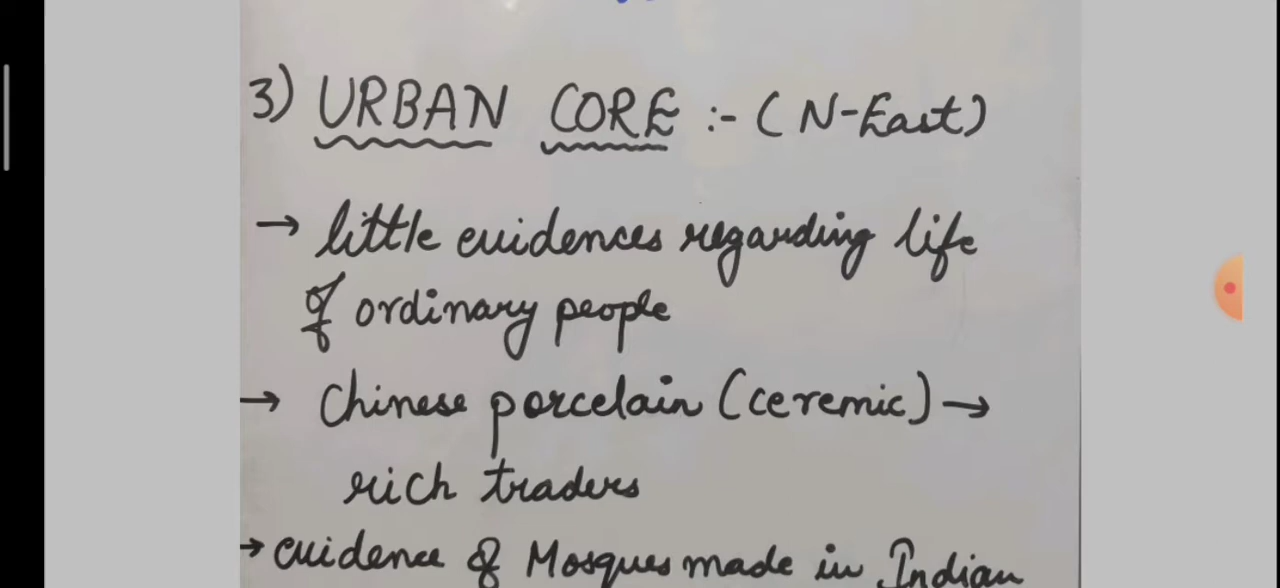 3) URBAN CORE :- (N-East)
→ little evidences regarding life
of ordinary people
→ Chinese porcelain (ceremic) →
rich traders
→ evidence of Mosques made in Indian